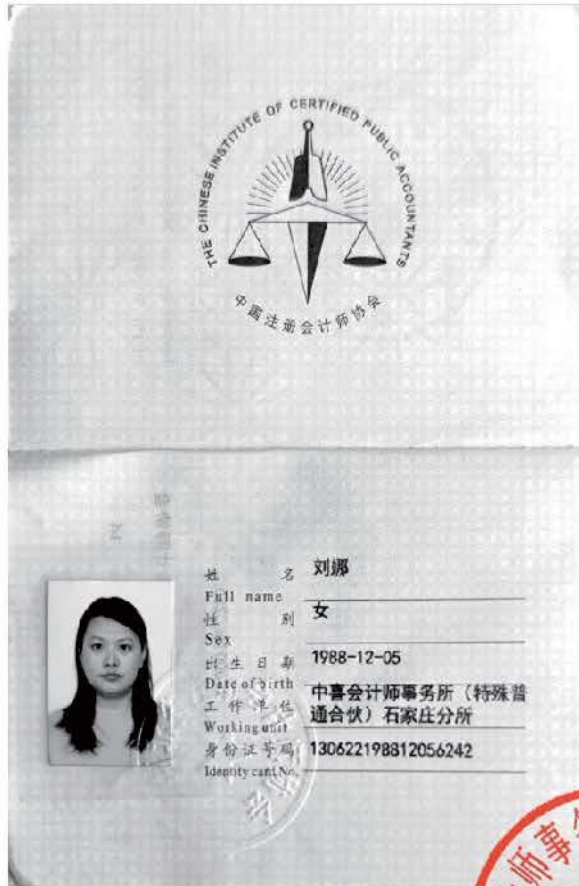 THE CHINESE INSTITUTE OF CERTIFIED PUBLIC ACCOUNTANTS
中国注册会计师协会
姓 名 刘娜
Full name
性 别 女
Sex
出生日期 1988-12-05
Date of birth
工作单位 中喜会计师事务所（特殊普
通合伙）石家庄分所
Working unit
身份证号码 130622198812056242
Identity card No.
师事